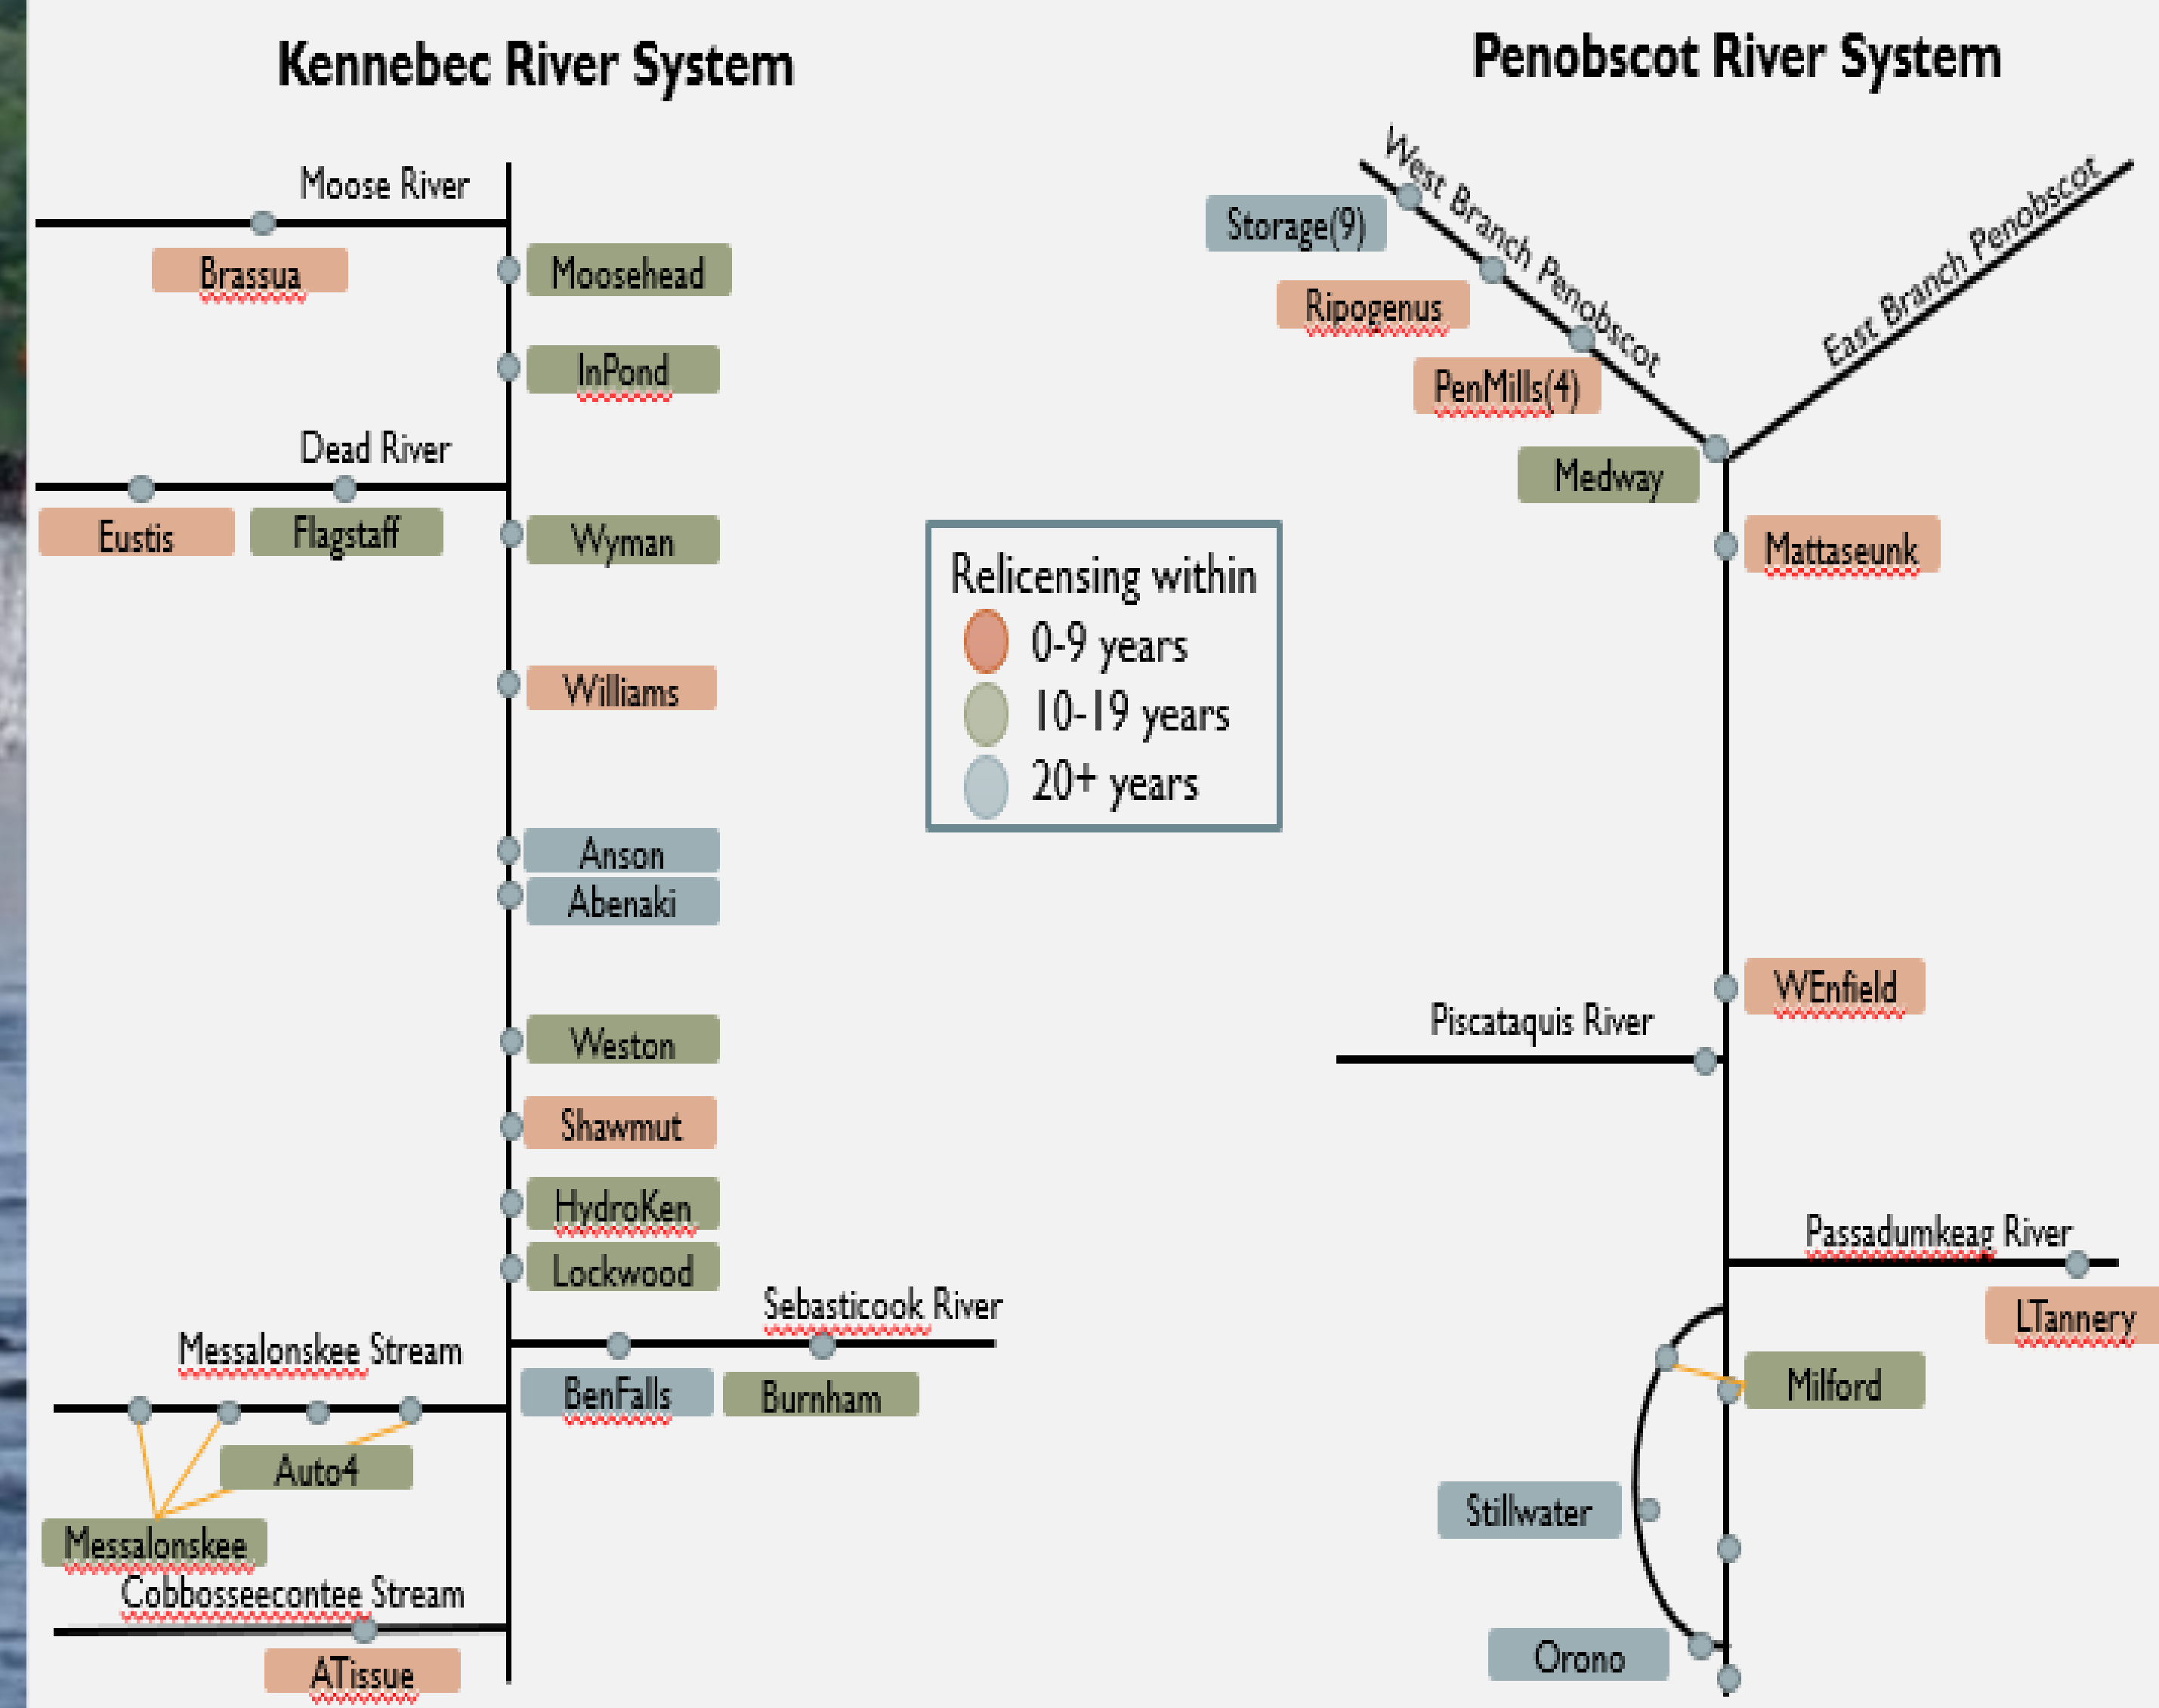 Kennebec River System
Moose River
Brassua
Moosehead
InPond
Dead River
Eustis
Flagstaff
Wyman
Williams
Anson
Abenaki
Weston
Shawmut
HydroKen
Lockwood
Sebasticook River
BenFalls
Burnham
Messalonskee Stream
Auto4
Messalonskee
Cobbosseecontee Stream
ATissue
Relicensing within
0-9 years
10-19 years
20+ years
Penobscot River System
West Branch Penobscot
East Branch Penobscot
Storage(9)
Ripogenus
PenMills(4)
Medway
Mattaseunk
WEnfield
Piscataquis River
Passadumkeag River
LTannery
Milford
Stillwater
Orono